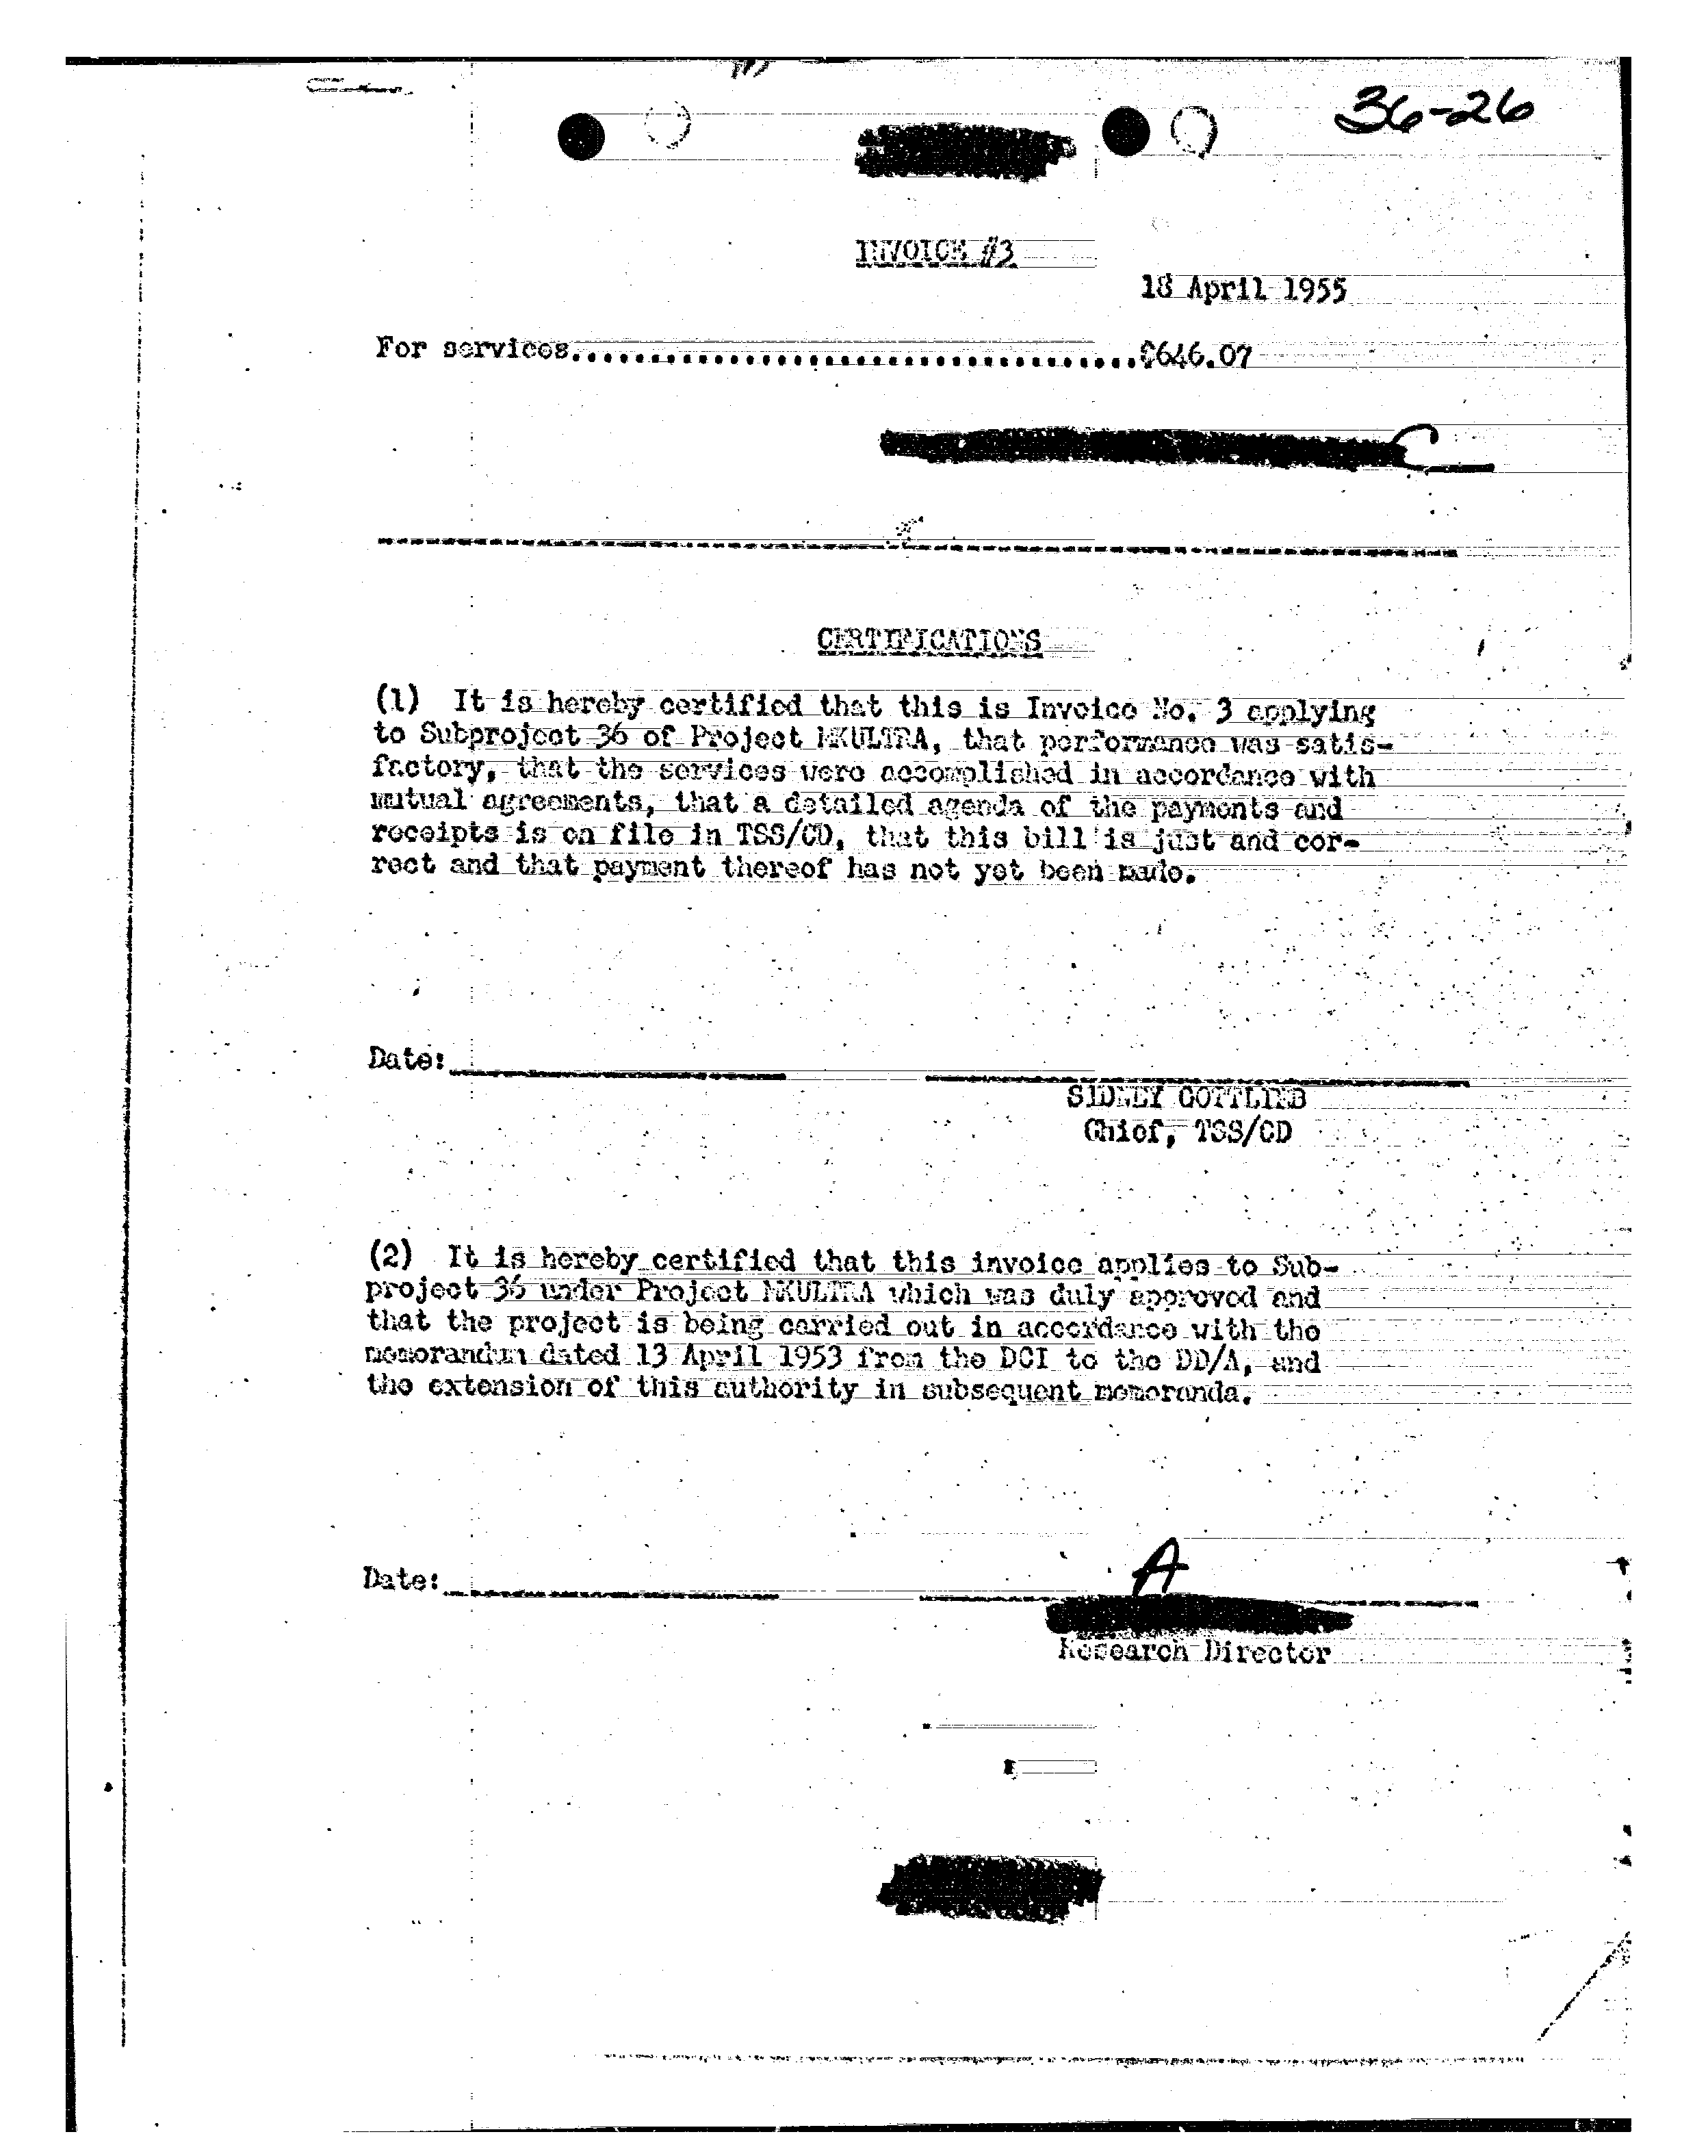 36-26
INVOICE #3
18 April 1955
For services.....................................$646.07
C
CERTIFICATIONS
(1) It is hereby certified that this is Invoice No. 3 applying
to Subproject 36 of Project MKULTRA, that performance was satis-
factory, that the services were accomplished in accordance with
mutual agreements, that a detailed agenda of the payments and
receipts is on file in TSS/CD, that this bill is just and cor-
rect and that payment thereof has not yet been made.
Date:
SIDNEY GOTTLIEB
Chief, TSS/CD
(2) It is hereby certified that this invoice applies to Sub-
project 36 under Project MKULTRA which was duly approved and
that the project is being carried out in accordance with the
memorandum dated 13 April 1953 from the DCI to the DD/A, and
the extension of this authority in subsequent memoranda.
A
Date:
Research Director